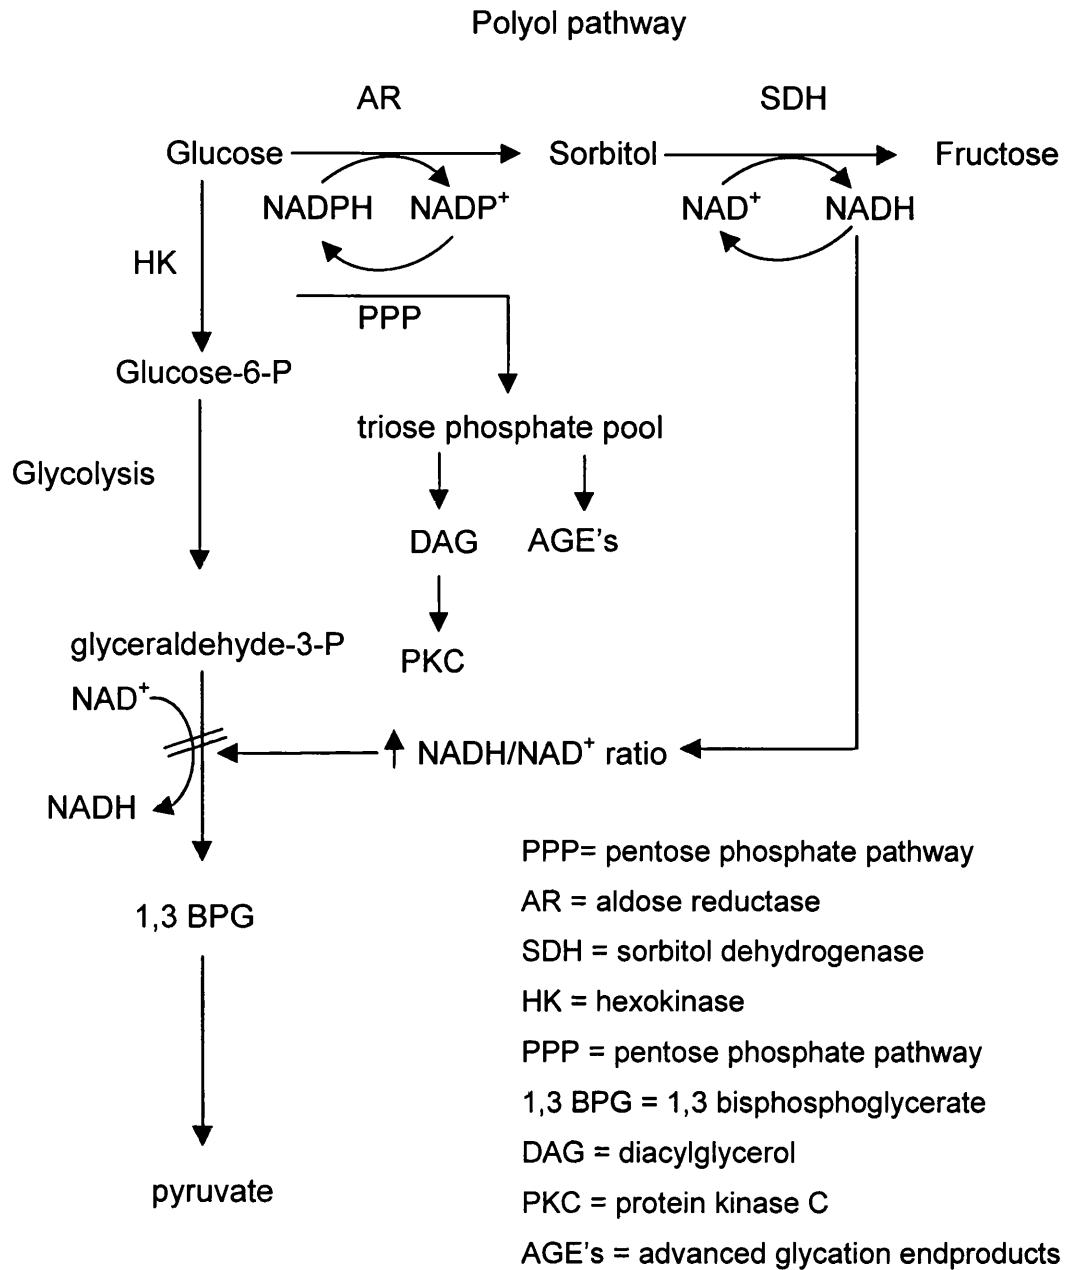 Polyol pathway
AR
SDH
Glucose
Sorbitol
Fructose
NADPH
NADP+
NAD+
NADH
HK
PPP
Glucose-6-P
triose phosphate pool
Glycolysis
DAG
AGE's
glyceraldehyde-3-P
PKC
NAD+
NADH/NAD+ ratio
NADH
PPP= pentose phosphate pathway
AR = aldose reductase
1,3 BPG
SDH = sorbitol dehydrogenase
HK = hexokinase
PPP = pentose phosphate pathway
1,3 BPG = 1,3 bisphosphoglycerate
DAG = diacylglycerol
pyruvate
PKC = protein kinase C
AGE's = advanced glycation endproducts